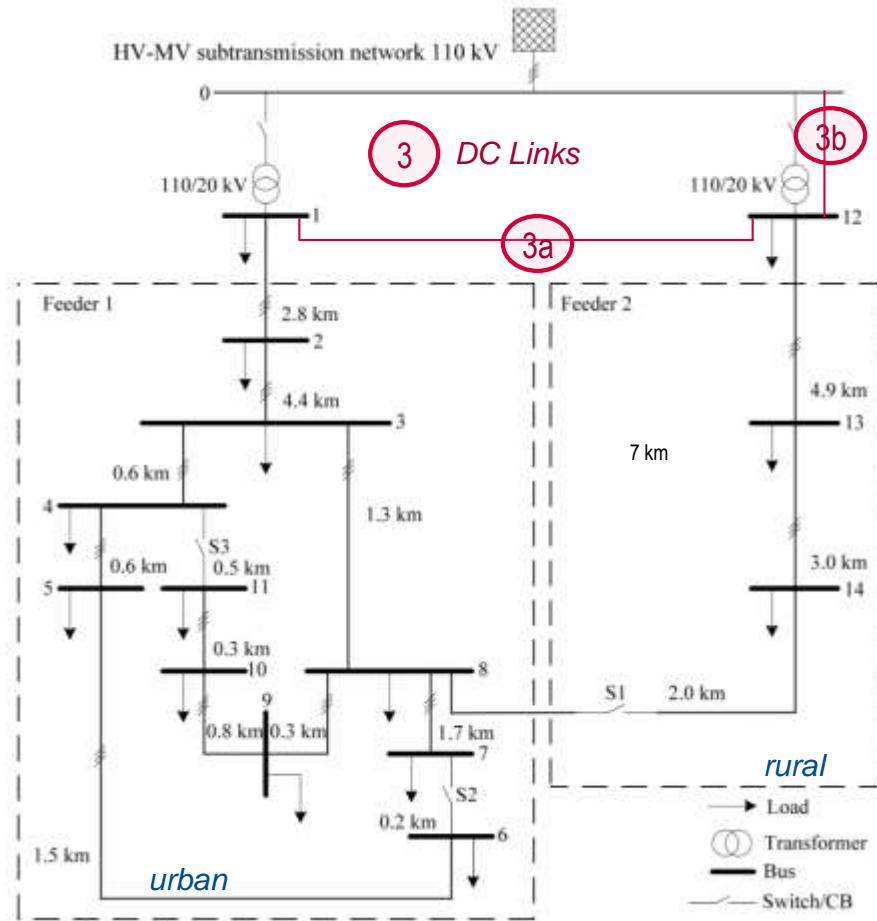 HV-MV subtransmission network 110 kV
0
3 DC Links
3b
110/20 kV
110/20 kV
1
12
3a
Feeder 1
Feeder 2
2.8 km
2
4.4 km
4.9 km
3
13
7 km
0.6 km
1.3 km
4
S3
3.0 km
0.6 km
0.5 km
5
11
14
0.3 km
10
8
9
S1
2.0 km
0.8 km
0.3 km
1.7 km
7
rural
S2
Load
0.2 km
6
Transformer
1.5 km
Bus
urban
Switch/CB